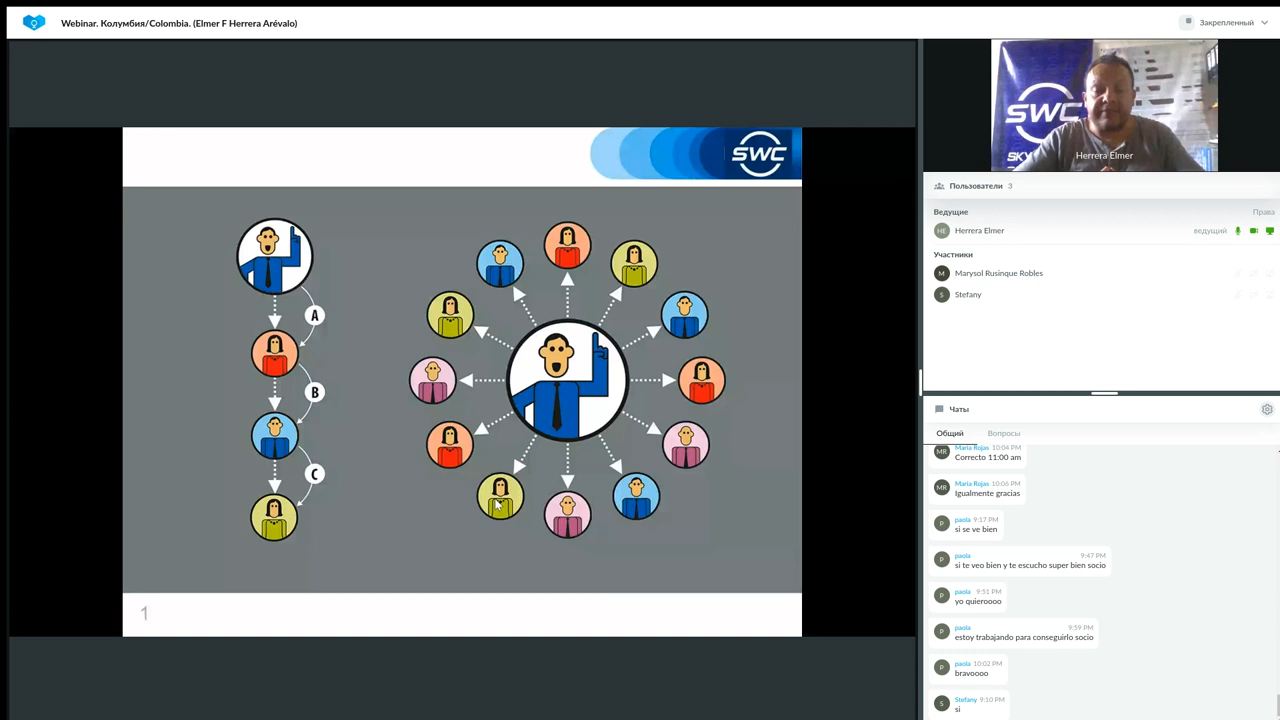 Webinar. Колумбия/Colombia. (Elmer F Herrera Arévalo)
Закрепленный
SWC
A
B
C
1
SWC
SKY
Herrera Elmer
Пользователи 3
Ведущие Права
HE Herrera Elmer ведущий
Участники
M Marysol Rusinque Robles
S Stefany
Чаты
Общий Вопросы
MR Maria Rojas 10:04 PM
Correcto 11:00 am
MR Maria Rojas 10:06 PM
Igualmente gracias
P paola 9:17 PM
si se ve bien
P paola 9:47 PM
si te veo bien y te escucho super bien socio
P paola 9:51 PM
yo quieroooo
P paola 9:59 PM
estoy trabajando para conseguirlo socio
P paola 10:02 PM
bravoooo
S Stefany 9:10 PM
si